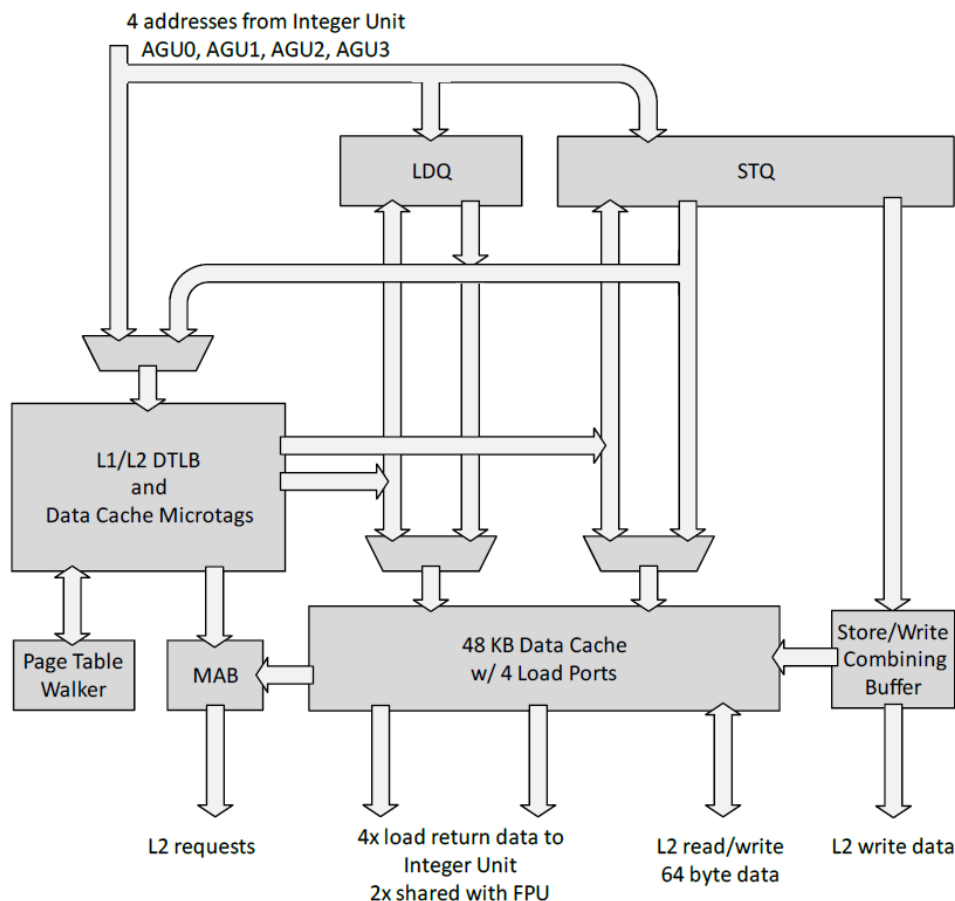 4 addresses from Integer Unit
AGU0, AGU1, AGU2, AGU3
LDQ
STQ
L1/L2 DTLB
and
Data Cache Microtags
Page Table
Walker
MAB
48 KB Data Cache
w/ 4 Load Ports
Store/Write
Combining
Buffer
L2 requests
4x load return data to
Integer Unit
2x shared with FPU
L2 read/write
64 byte data
L2 write data